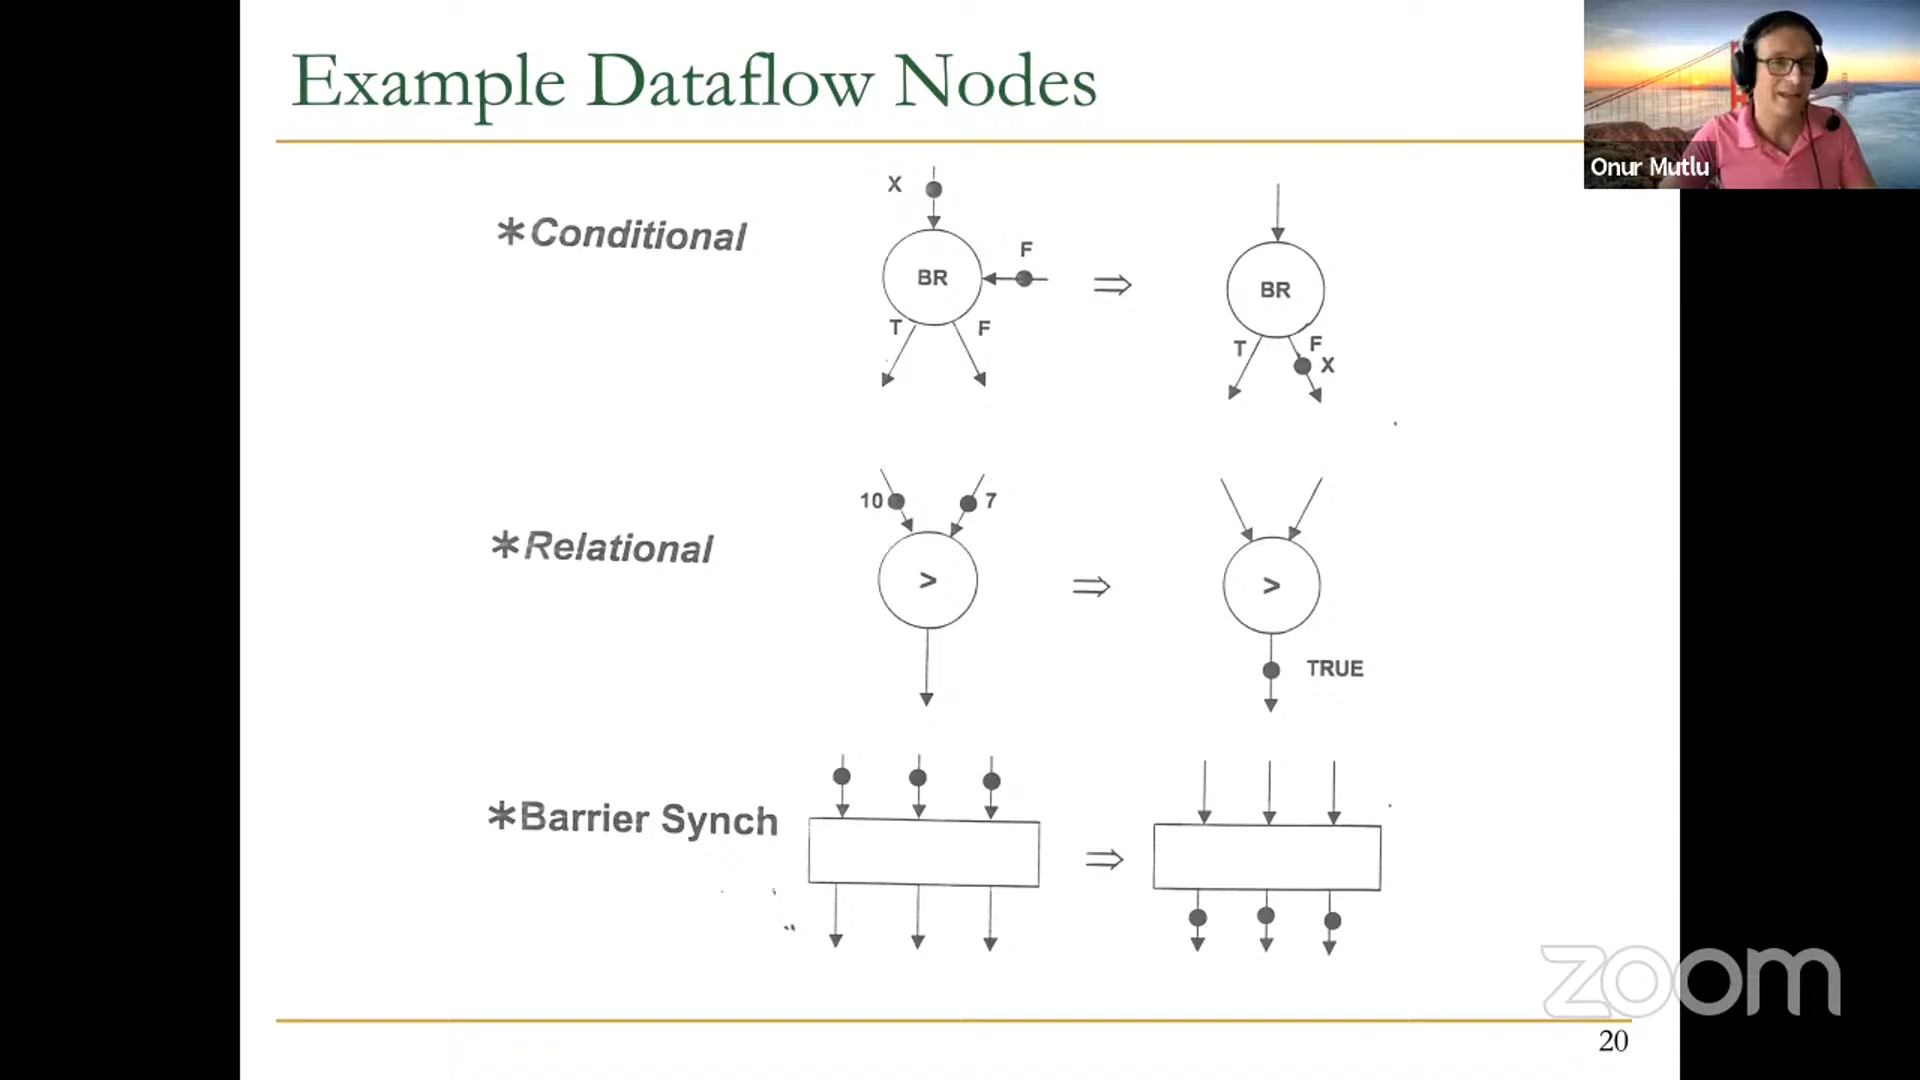 Example Dataflow Nodes
Onur Mutlu
*Conditional
X
BR
F
T
F
⇒
BR
T
F
X
*Relational
10
7
>
⇒
>
TRUE
*Barrier Synch
⇒
zoom
20